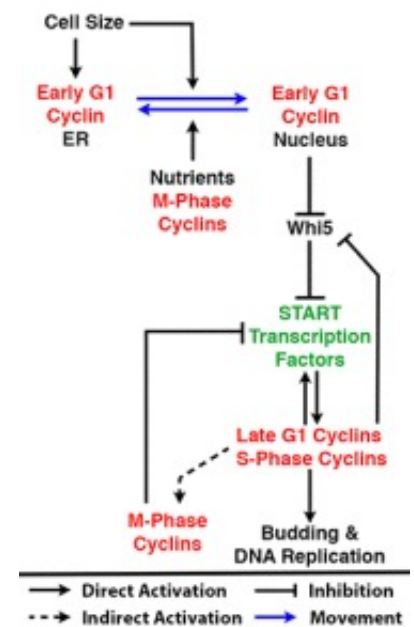 Cell Size
Early G1
Cyclin
ER
Early G1
Cyclin
Nucleus
Nutrients
M-Phase
Cyclins
Whi5
START
Transcription
Factors
Late G1 Cyclins
S-Phase Cyclins
M-Phase
Cyclins
Budding &
DNA Replication
Direct Activation
Inhibition
Indirect Activation
Movement